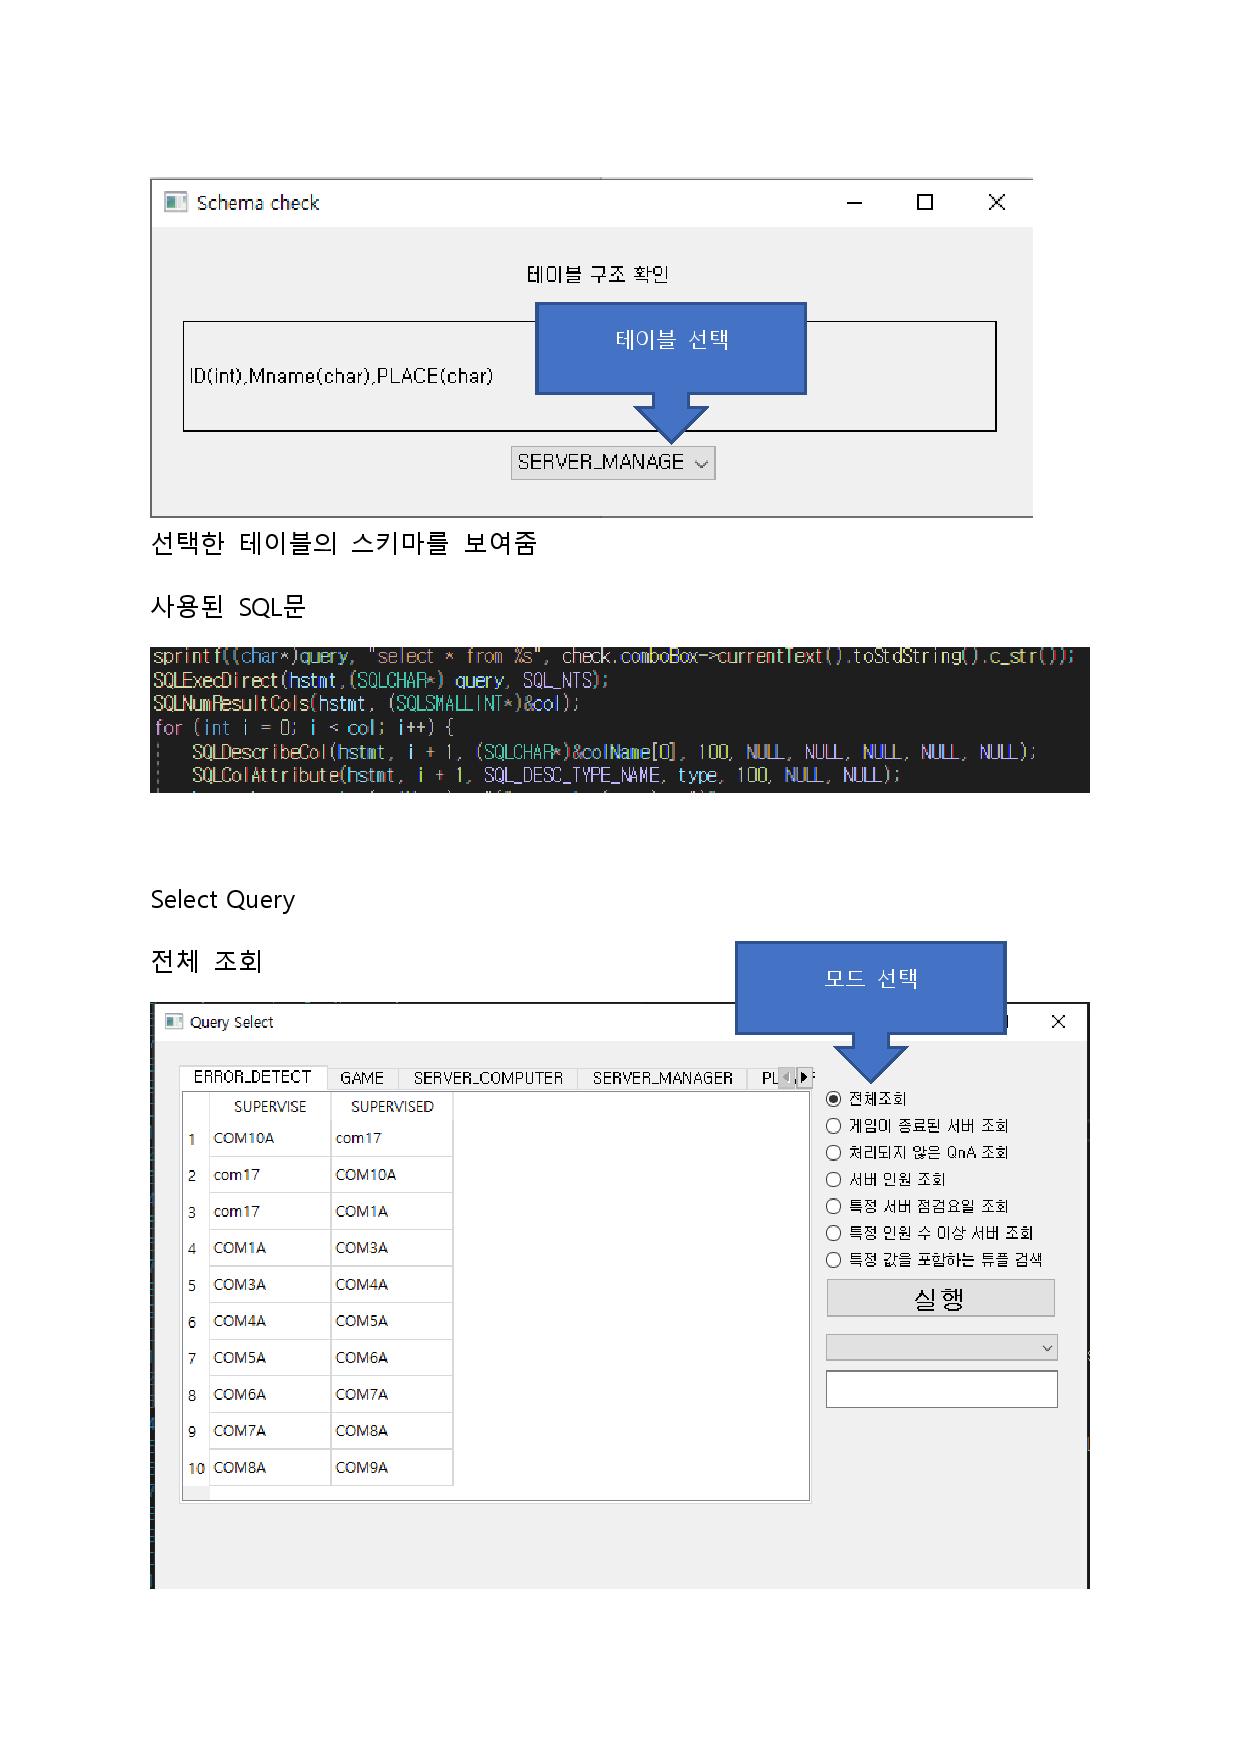 Schema check
테이블 구조 확인
테이블 선택
ID(int),Mname(char),PLACE(char)
SERVER_MANAGE
선택한 테이블의 스키마를 보여줌
사용된 SQL문
sprintf((char*)query, "select * from %s", check.comboBox->currentText().toStdString().c_str());
SQLExecDirect(hstmt,(SQLCHAR*) query, SQL_NTS);
SQLNumResultCols(hstmt, (SQLSMALLINT*)&col);
for (int i = 0; i < col; i++) {
SQLDescribeCol(hstmt, i + 1, (SQLCHAR*)&colName[0], 100, NULL, NULL, NULL, NULL, NULL);
SQLColAttribute(hstmt, i + 1, SQL_DESC_TYPE_NAME, type, 100, NULL, NULL);
Select Query
전체 조회
모드 선택
Query Select
ERROR_DETECT GAME SERVER_COMPUTER SERVER_MANAGER
SUPERVISE SUPERVISED
1 COM10A com17
2 com17 COM10A
3 com17 COM1A
4 COM1A COM3A
5 COM3A COM4A
6 COM4A COM5A
7 COM5A COM6A
8 COM6A COM7A
9 COM7A COM8A
10 COM8A COM9A
전체조회
게임이 종료된 서버 조회
처리되지 않은 QnA 조회
서버 인원 조회
특정 서버 점검요일 조회
특정 인원 수 이상 서버 조회
특정 값을 포함하는 튜플 검색
실행